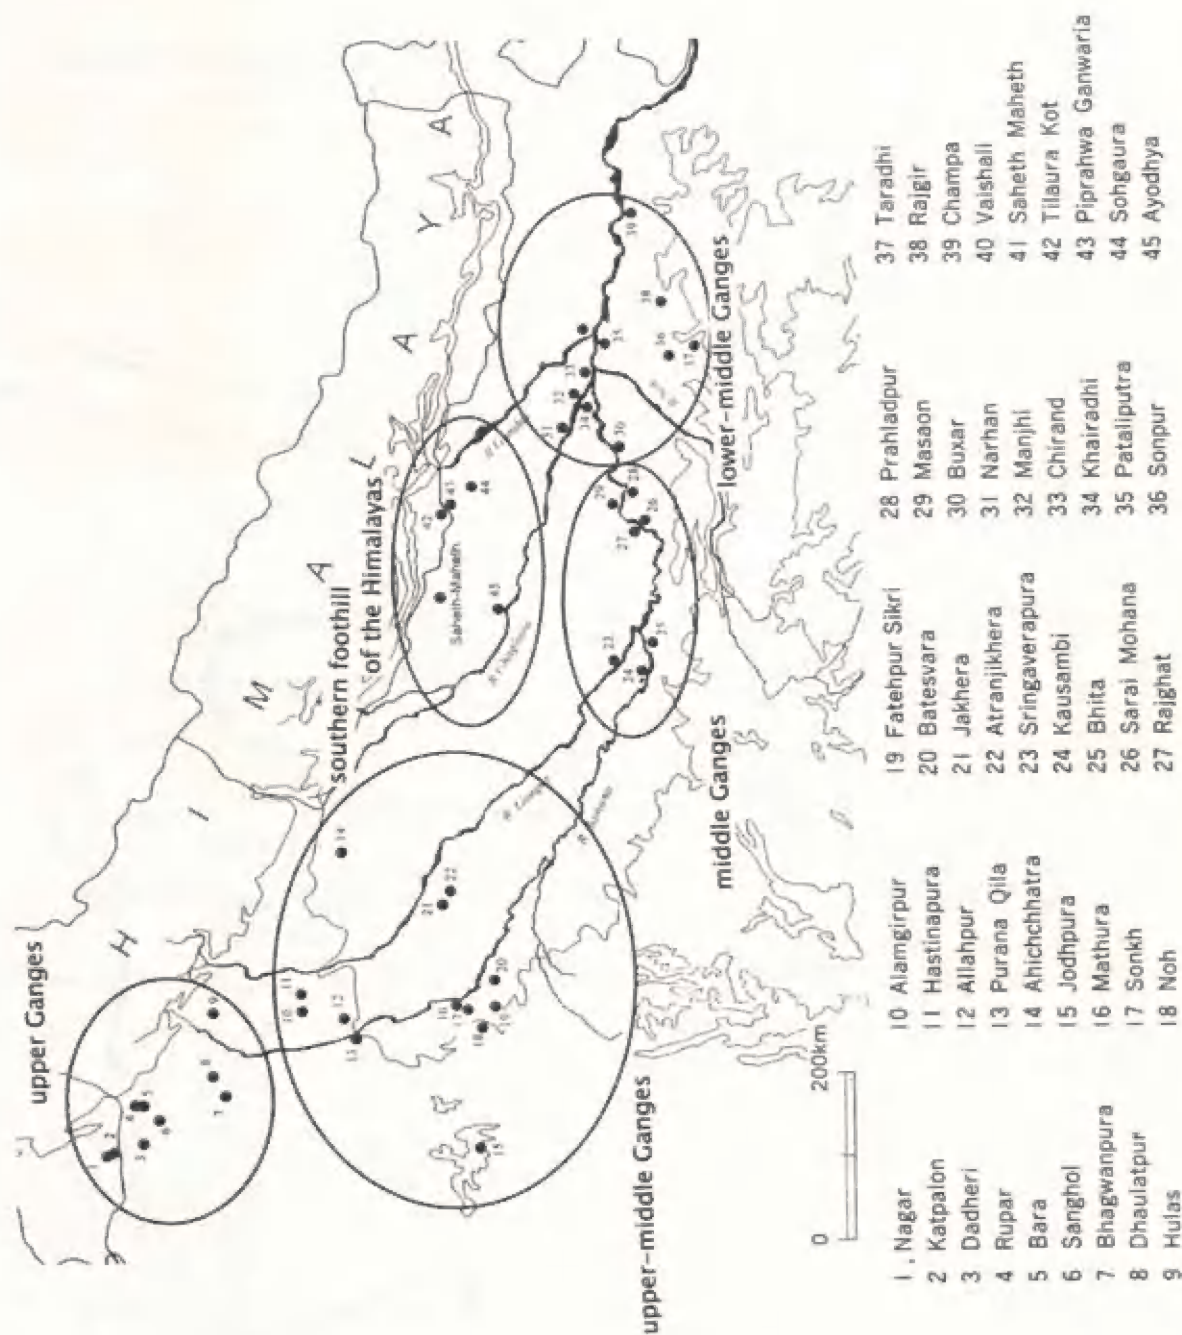 upper Ganges
H I M A L A Y A
southern foothill
of the Himalayas
Saheth-Maheth
upper-middle Ganges
middle Ganges
lower-middle Ganges
0 200km
1. Nagar
2 Katpalon
3 Dadheri
4 Rupar
5 Bara
6 Sanghol
7 Bhagwanpura
8 Dhaulatpur
9 Hulas
10 Alamgirpur
11 Hastinapura
12 Allahpur
13 Purana Qila
14 Ahichchhatra
15 Jodhpura
16 Mathura
17 Sonkh
18 Noh
19 Fatehpur Sikri
20 Batesvara
21 Jakhera
22 Atranjikhera
23 Sringaverapura
24 Kausambi
25 Bhita
26 Sarai Mohana
27 Rajghat
28 Prahladpur
29 Masaon
30 Buxar
31 Narhan
32 Manjhi
33 Chirand
34 Khairadhi
35 Pataliputra
36 Sonpur
37 Taradhi
38 Rajgir
39 Champa
40 Vaishali
41 Saheth Maheth
42 Tilaura Kot
43 Piprahwa Ganwaria
44 Sohgaura
45 Ayodhya